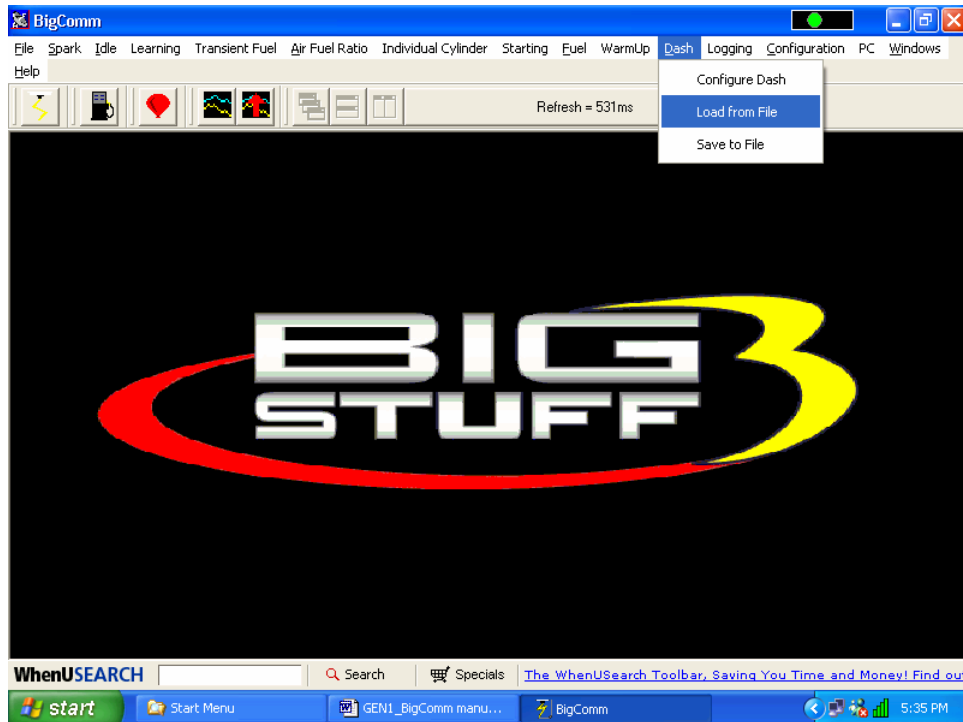 BigComm
File Spark Idle Learning Transient Fuel Air Fuel Ratio Individual Cylinder Starting Fuel WarmUp Dash Logging Configuration PC Windows
Help
Configure Dash
Refresh = 531ms
Load from File
Save to File
BIG 3
STUFF
WhenUSEARCH Search Specials The WhenUSearch Toolbar, Saving You Time and Money! Find ou
start Start Menu GEN1_BigComm manu... BigComm 5:35 PM